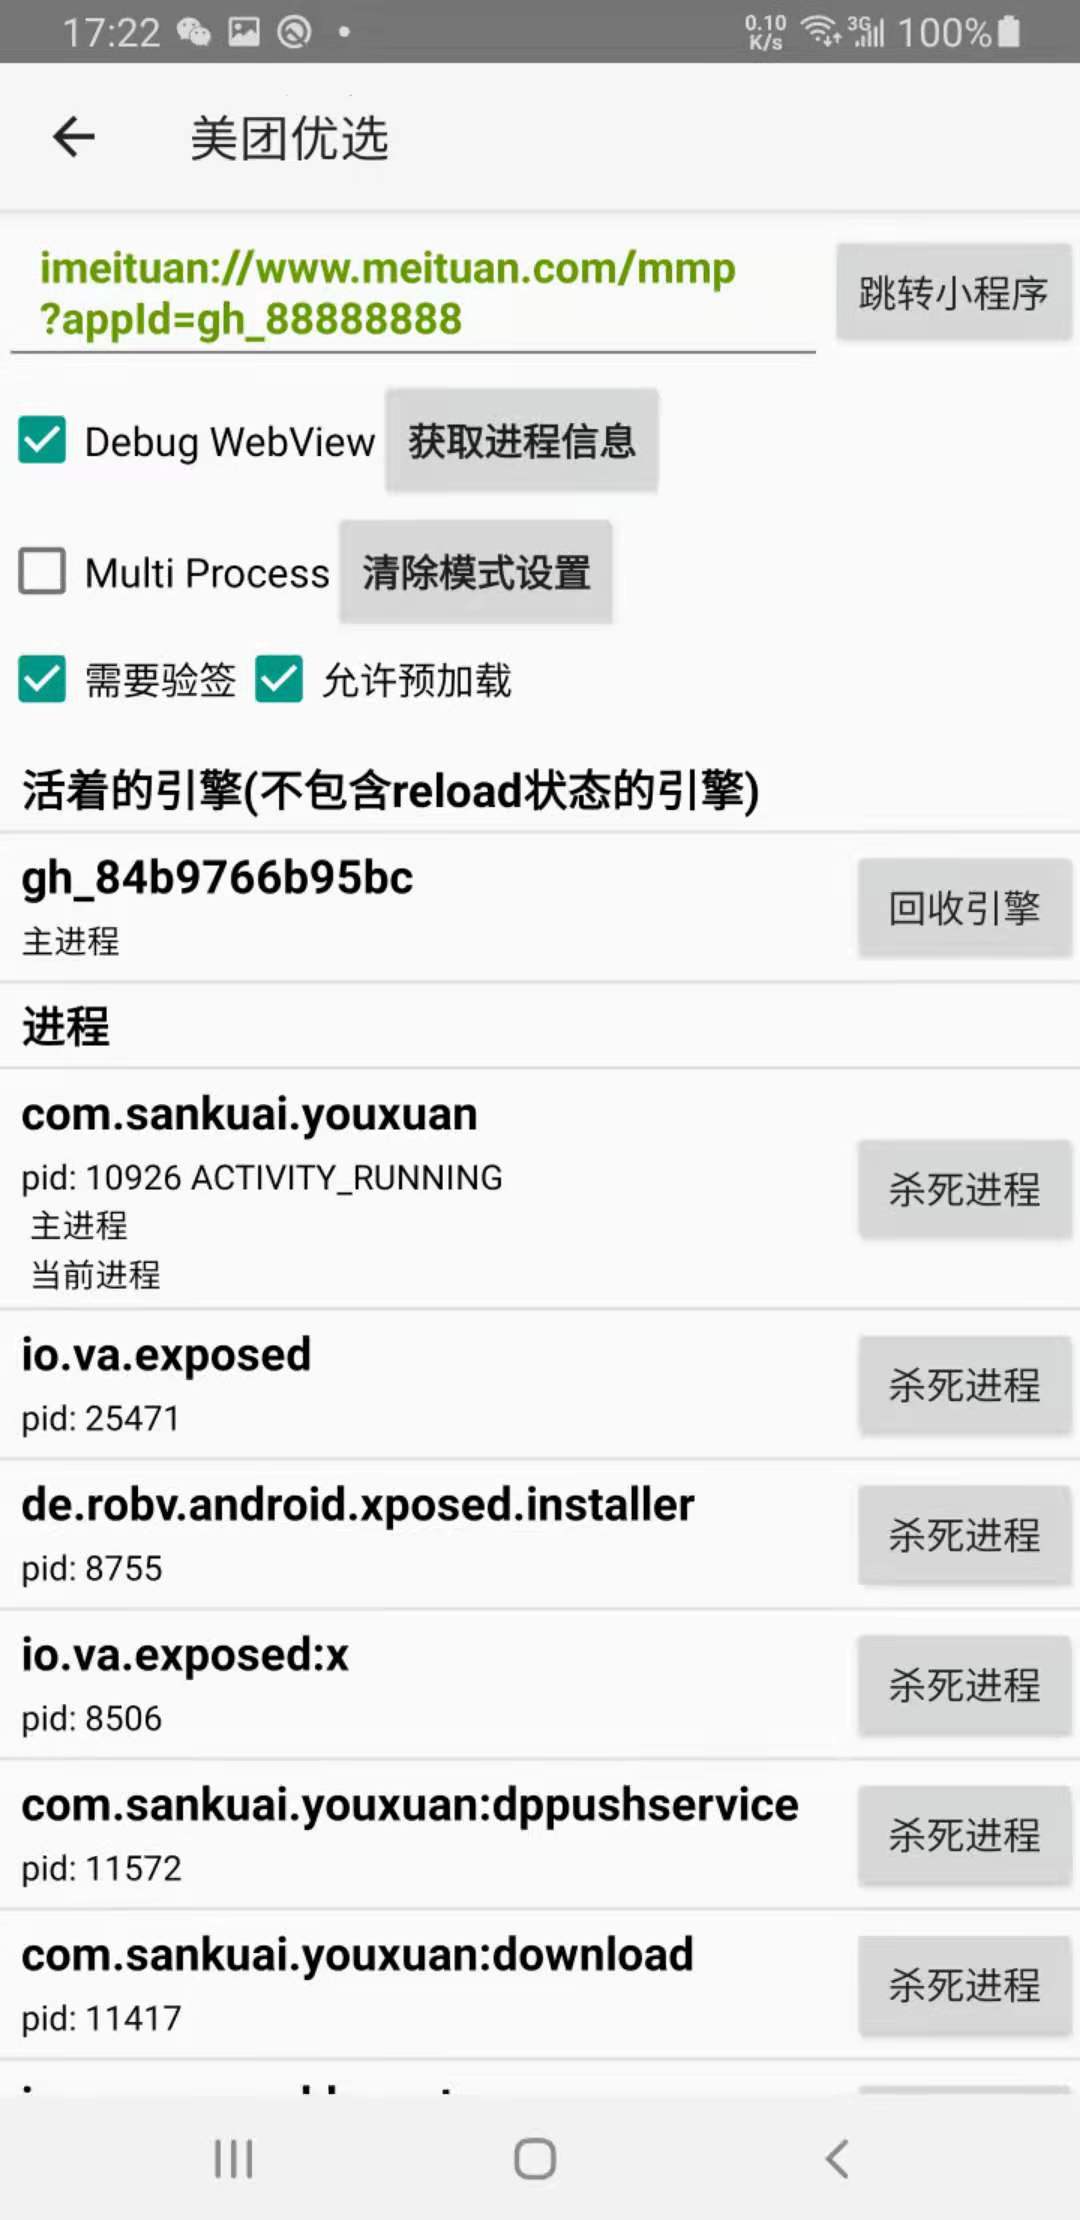 17:22
0.10
K/s
3G
100%
美团优选
imeituan://www.meituan.com/mmp
?appId=gh_88888888
跳转小程序
Debug WebView
获取进程信息
Multi Process
清除模式设置
需要验签
允许预加载
活着的引擎(不包含reload状态的引擎)
gh_84b9766b95bc
主进程
回收引擎
进程
com.sankuai.youxuan
pid: 10926 ACTIVITY_RUNNING
主进程
当前进程
杀死进程
io.va.exposed
pid: 25471
杀死进程
de.robv.android.xposed.installer
pid: 8755
杀死进程
io.va.exposed:x
pid: 8506
杀死进程
com.sankuai.youxuan:dppushservice
pid: 11572
杀死进程
com.sankuai.youxuan:download
pid: 11417
杀死进程